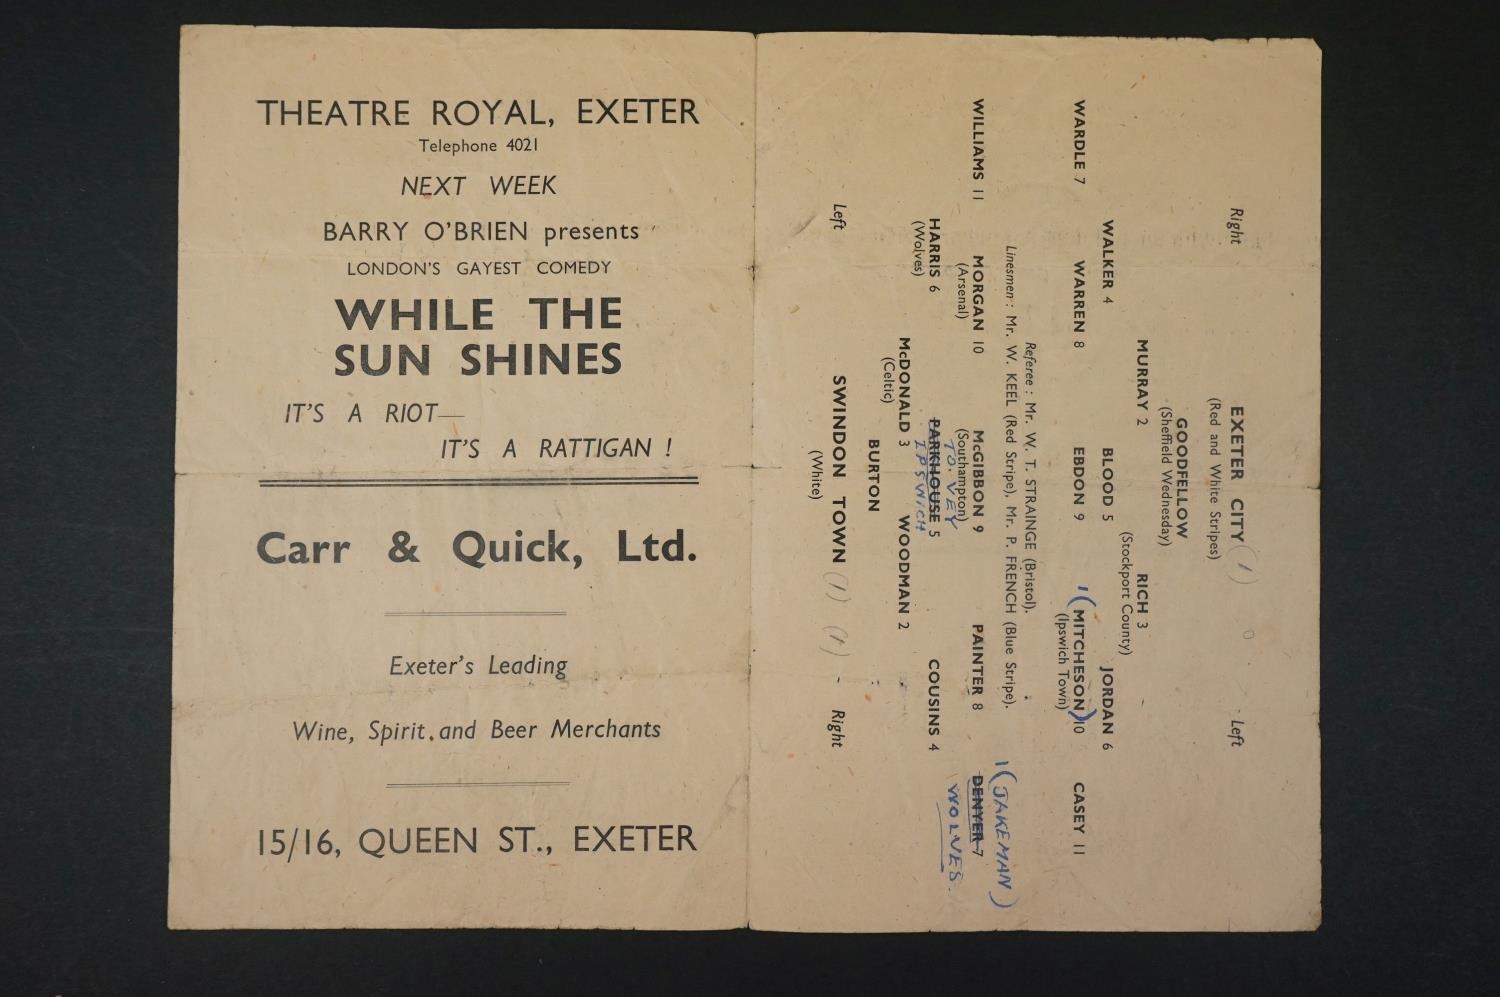 THEATRE ROYAL, EXETER
Telephone 4021
NEXT WEEK
BARRY O'BRIEN presents
LONDON'S GAYEST COMEDY
WHILE THE
SUN SHINES
IT'S A RIOT—
IT'S A RATTIGAN !
Carr & Quick, Ltd.
Exeter's Leading
Wine, Spirit, and Beer Merchants
15/16, QUEEN ST., EXETER
Right EXETER CITY (1) Left
(Red and White Stripes)
GOODFELLOW
(Sheffield Wednesday)
MURRAY 2 RICH 3
(Stockport County)
WALKER 4 BLOOD 5 JORDAN 6
WARDLE 7 WARREN 8 EBDON 9 1 (MITCHESON) 10 CASEY 11
(Ipswich Town)
Referee : Mr. W. T. STRAINGE (Bristol).
Linesmen : Mr. W. KEEL (Red Stripe), Mr. P. FRENCH (Blue Stripe).
1 (JAKEMAN)
WILLIAMS 11 MORGAN 10 McGIBBON 9 PAINTER 8 DENYER 7
(Arsenal) (Southampton) WOLVES.
TOVEY
HARRIS 6 PARKHOUSE 5 COUSINS 4
(Wolves) IPSWICH
McDONALD 3 WOODMAN 2
(Celtic)
BURTON
Left SWINDON TOWN (1) (1) Right
(White)